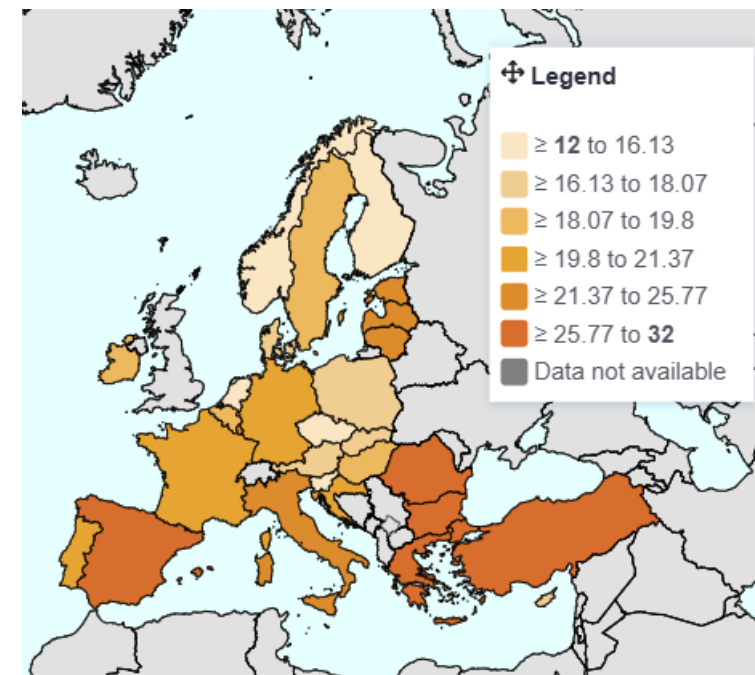 Legend
≥ 12 to 16.13
≥ 16.13 to 18.07
≥ 18.07 to 19.8
≥ 19.8 to 21.37
≥ 21.37 to 25.77
≥ 25.77 to 32
Data not available